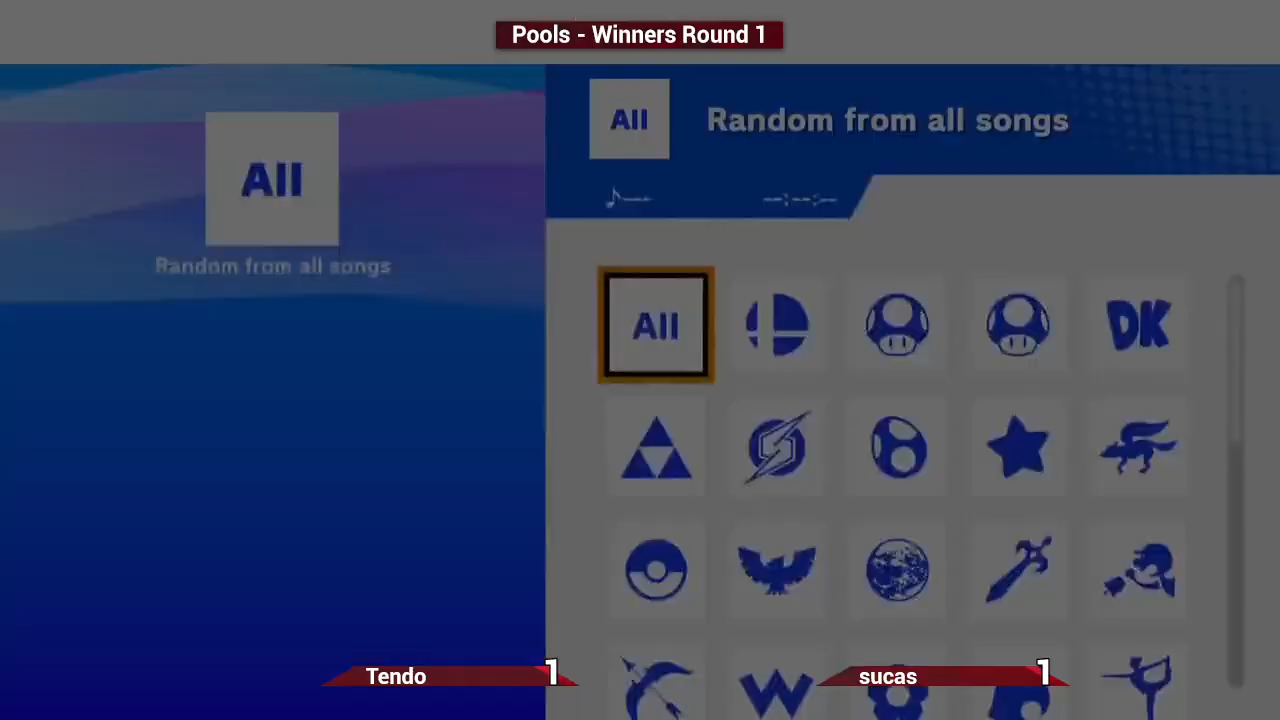 Pools - Winners Round 1
All
Random from all songs
All
Random from all songs
All
DK
Tendo 1
sucas 1